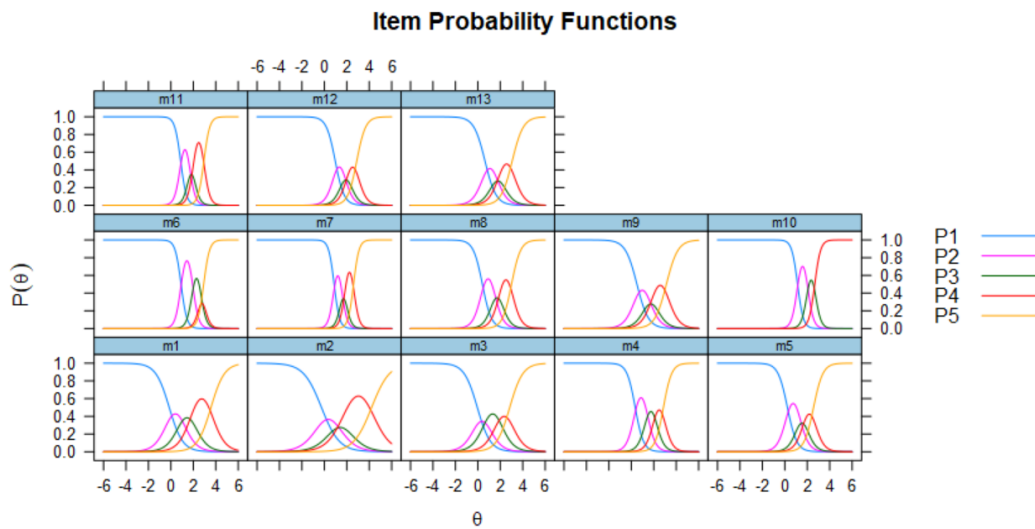 Item Probability Functions
-6 -4 -2 0 2 4 6
m11 m12 m13
1.0
0.8
0.6
0.4
0.2
0.0
m6 m7 m8 m9 m10
1.0
0.8
0.6
0.4
0.2
0.0
P(θ)
P1
P2
P3
P4
P5
m1 m2 m3 m4 m5
1.0
0.8
0.6
0.4
0.2
0.0
-6 -4 -2 0 2 4 6 -6 -4 -2 0 2 4 6 -6 -4 -2 0 2 4 6
θ